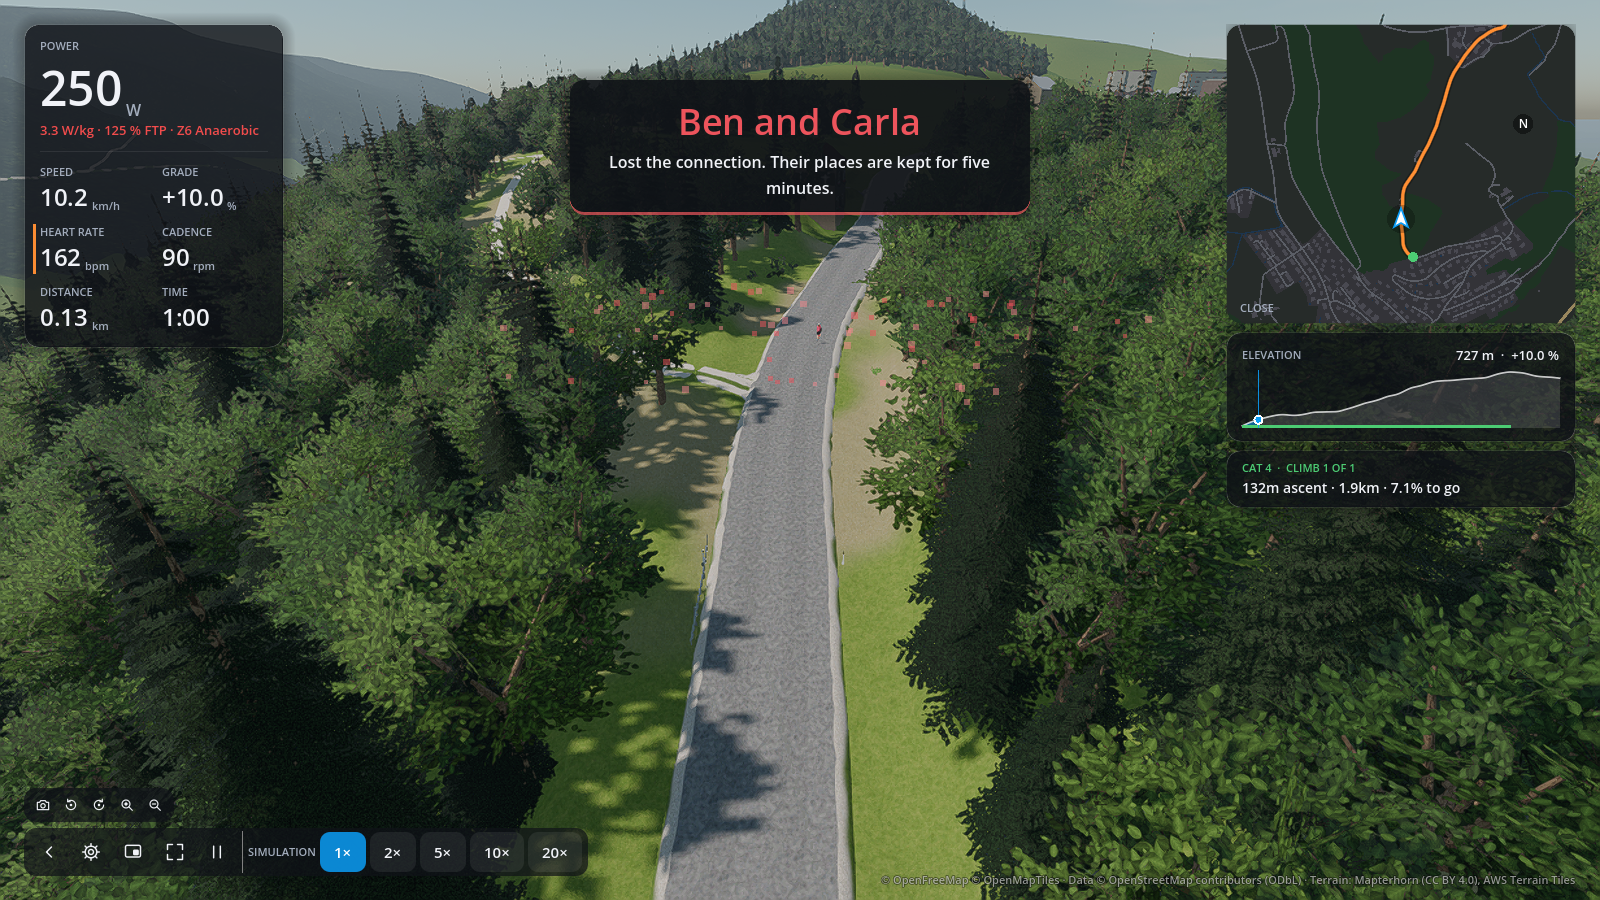 POWER
250 W
3.3 W/kg · 125 % FTP · Z6 Anaerobic
SPEED
10.2 km/h
GRADE
+10.0 %
HEART RATE
162 bpm
CADENCE
90 rpm
DISTANCE
0.13 km
TIME
1:00
Ben and Carla
Lost the connection. Their places are kept for five
minutes.
N
CLOSE
ELEVATION
727 m · +10.0 %
CAT 4 · CLIMB 1 OF 1
132m ascent · 1.9km · 7.1% to go
SIMULATION
1×
2×
5×
10×
20×
© OpenFreeMap © OpenMapTiles · Data © OpenStreetMap contributors (ODbL) · Terrain: Mapterhorn (CC BY 4.0), AWS Terrain Tiles